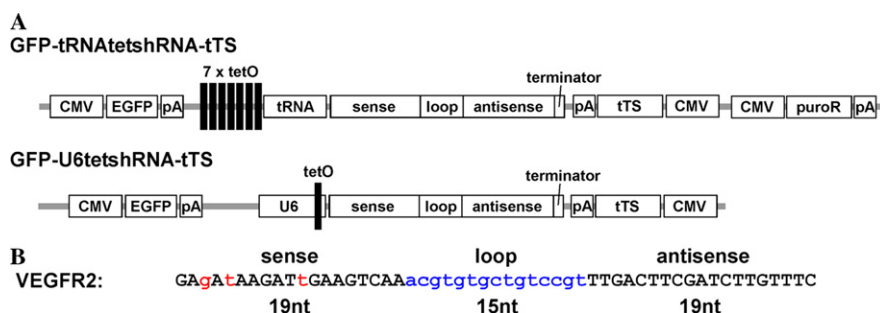 A
GFP-tRNAtetshRNA-tTS
7 x tetO
terminator
CMV EGFP pA tRNA sense loop antisense pA tTS CMV CMV puroR pA
GFP-U6tetshRNA-tTS
tetO
terminator
CMV EGFP pA U6 sense loop antisense pA tTS CMV
B sense loop antisense
VEGFR2: GAgAtAAGATtGAAGTCAAacgtgtgctgtccgtTTGACTTCGATCTTGTTTC
19nt 15nt 19nt